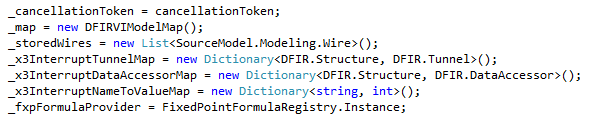 _cancellationToken = cancellationToken;
_map = new DFIRVIModelMap();
_storedWires = new List<SourceModel.Modeling.Wire>();
_x3InterruptTunnelMap = new Dictionary<DFIR.Structure, DFIR.Tunnel>();
_x3InterruptDataAccessorMap = new Dictionary<DFIR.Structure, DFIR.DataAccessor>();
_x3InterruptNameToValueMap = new Dictionary<string, int>();
_fxpFormulaProvider = FixedPointFormulaRegistry.Instance;